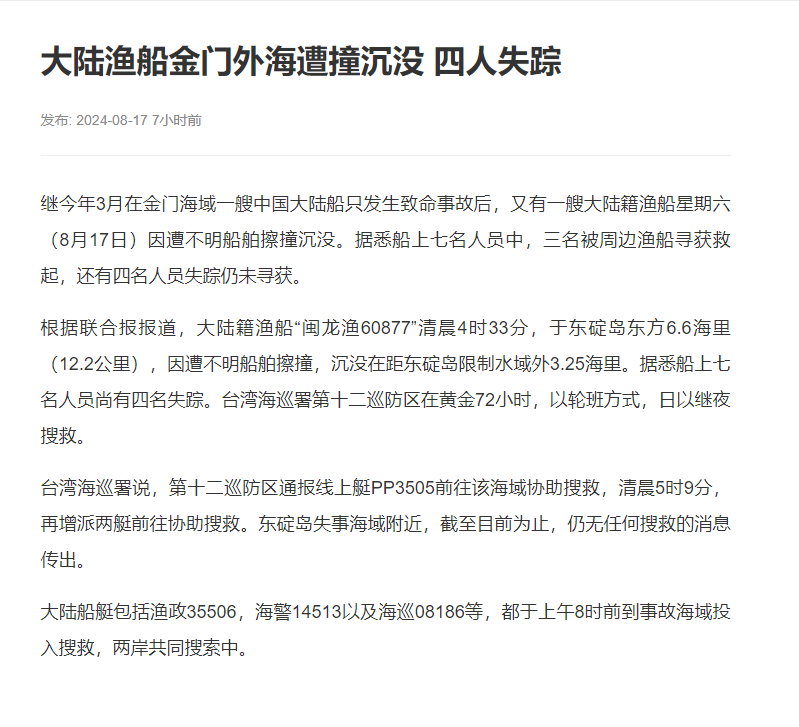 大陆渔船金门外海遭撞沉没 四人失踪
发布: 2024-08-17 7小时前
继今年3月在金门海域一艘中国大陆船只发生致命事故后，又有一艘大陆籍渔船星期六
（8月17日）因遭不明船舶擦撞沉没。据悉船上七名人员中，三名被周边渔船寻获救
起，还有四名人员失踪仍未寻获。
根据联合报报道，大陆籍渔船“闽龙渔60877”清晨4时33分，于东碇岛东方6.6海里
（12.2公里），因遭不明船舶擦撞，沉没在距东碇岛限制水域外3.25海里。据悉船上七
名人员尚有四名失踪。台湾海巡署第十二巡防区在黄金72小时，以轮班方式，日以继夜
搜救。
台湾海巡署说，第十二巡防区通报线上艇PP3505前往该海域协助搜救，清晨5时9分，
再增派两艇前往协助搜救。东碇岛失事海域附近，截至目前为止，仍无任何搜救的消息
传出。
大陆船艇包括渔政35506，海警14513以及海巡08186等，都于上午8时前到事故海域投
入搜救，两岸共同搜索中。